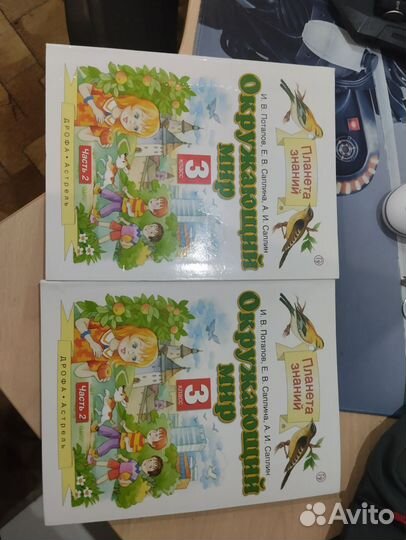 И. В. Потапов, Е. В. Саплина, А. И. Саплин
Окружающий
мир
3
класс
Часть 2
Планета
знаний
ДРОФА • Астрель
И. В. Потапов, Е. В. Саплина, А. И. Саплин
Окружающий
мир
3
класс
Часть 2
Планета
знаний
ДРОФА • Астрель
Avito